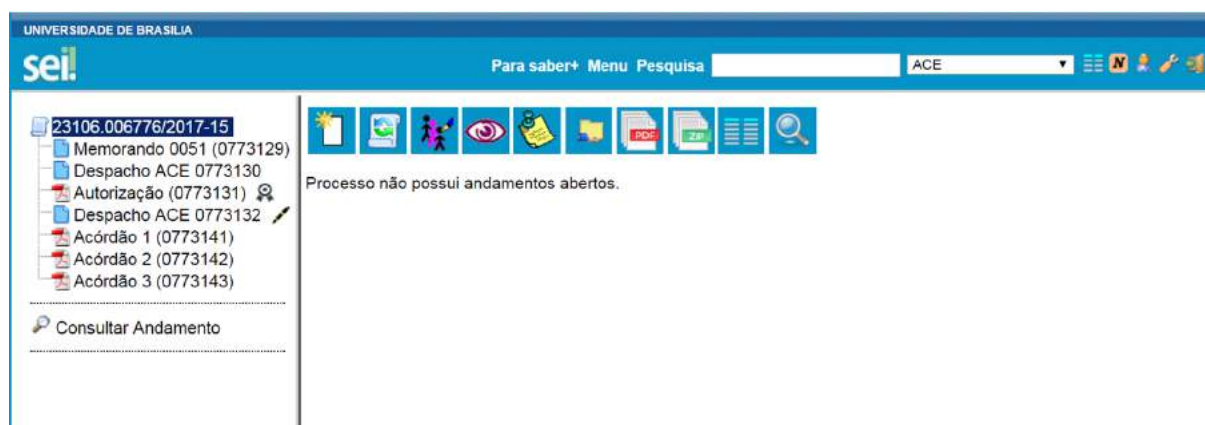 UNIVERSIDADE DE BRASILIA
sei!
Para saber+ Menu Pesquisa
ACE
N
23106.006776/2017-15
Memorando 0051 (0773129)
Despacho ACE 0773130
Autorização (0773131)
Despacho ACE 0773132
Acórdão 1 (0773141)
Acórdão 2 (0773142)
Acórdão 3 (0773143)
Consultar Andamento
PDF
ZIP
Processo não possui andamentos abertos.